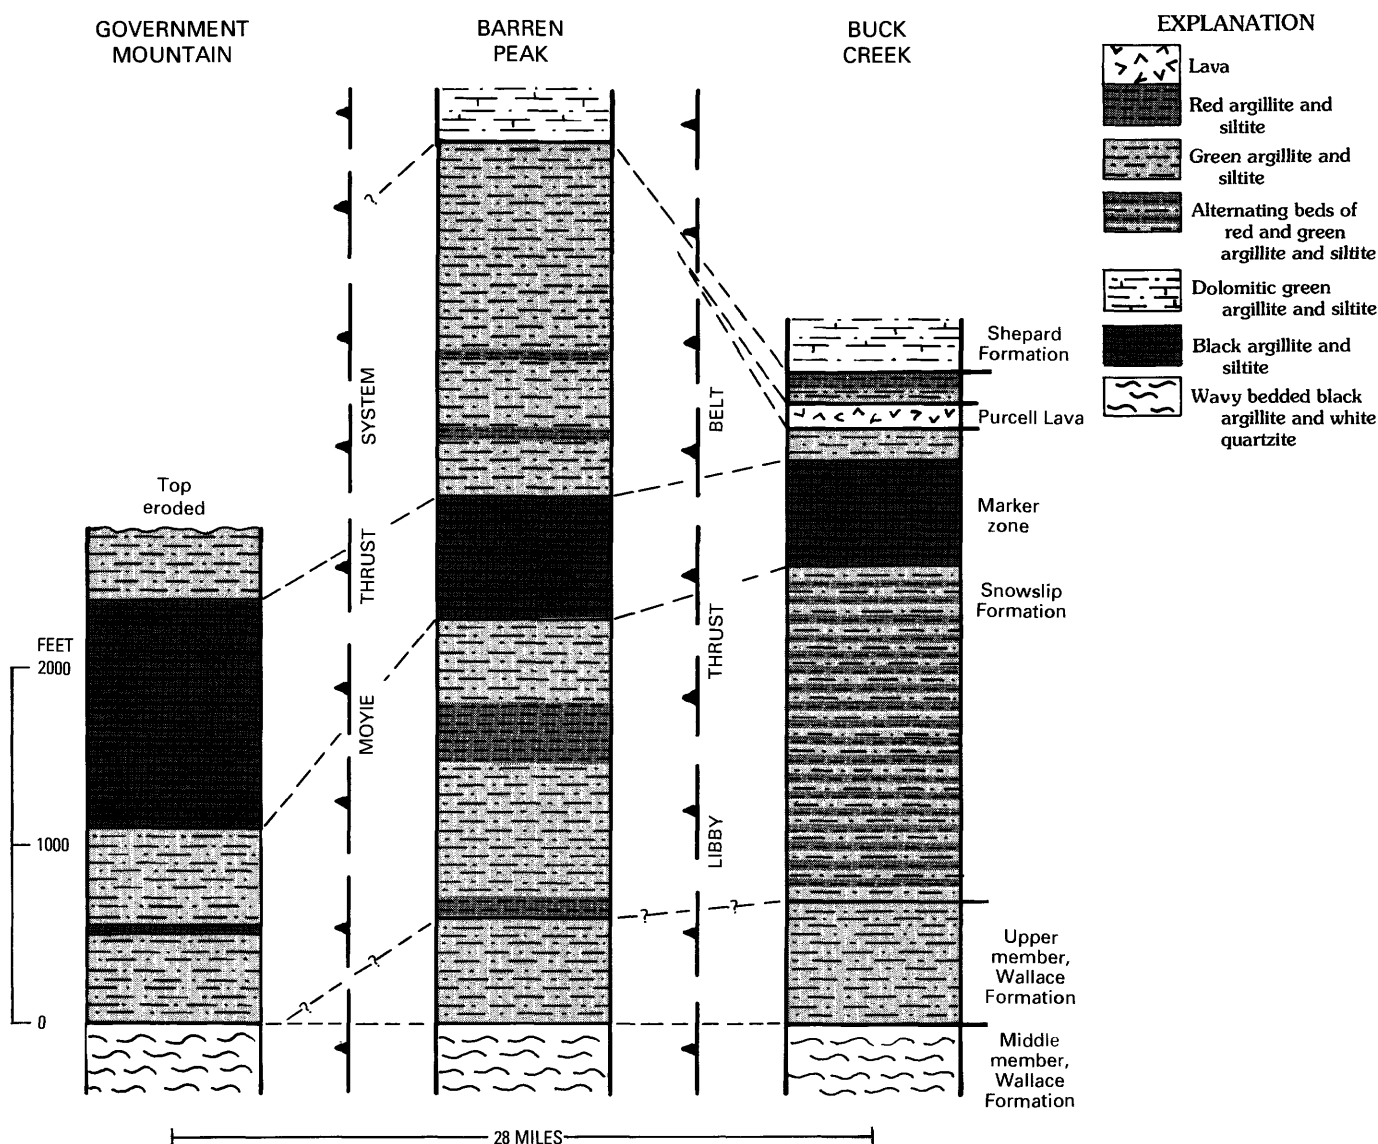 GOVERNMENT
MOUNTAIN
BARREN
PEAK
BUCK
CREEK
EXPLANATION
Lava
Red argillite and
siltite
Green argillite and
siltite
Alternating beds of
red and green
argillite and siltite
Dolomitic green
argillite and siltite
Black argillite and
siltite
Wavy bedded black
argillite and white
quartzite
Top
eroded
FEET
2000
1000
0
MOYIE THRUST SYSTEM
LIBBY THRUST BELT
?
?
?
?
?
Shepard
Formation
Purcell Lava
Marker
zone
Snowslip
Formation
Upper
member,
Wallace
Formation
Middle
member,
Wallace
Formation
28 MILES